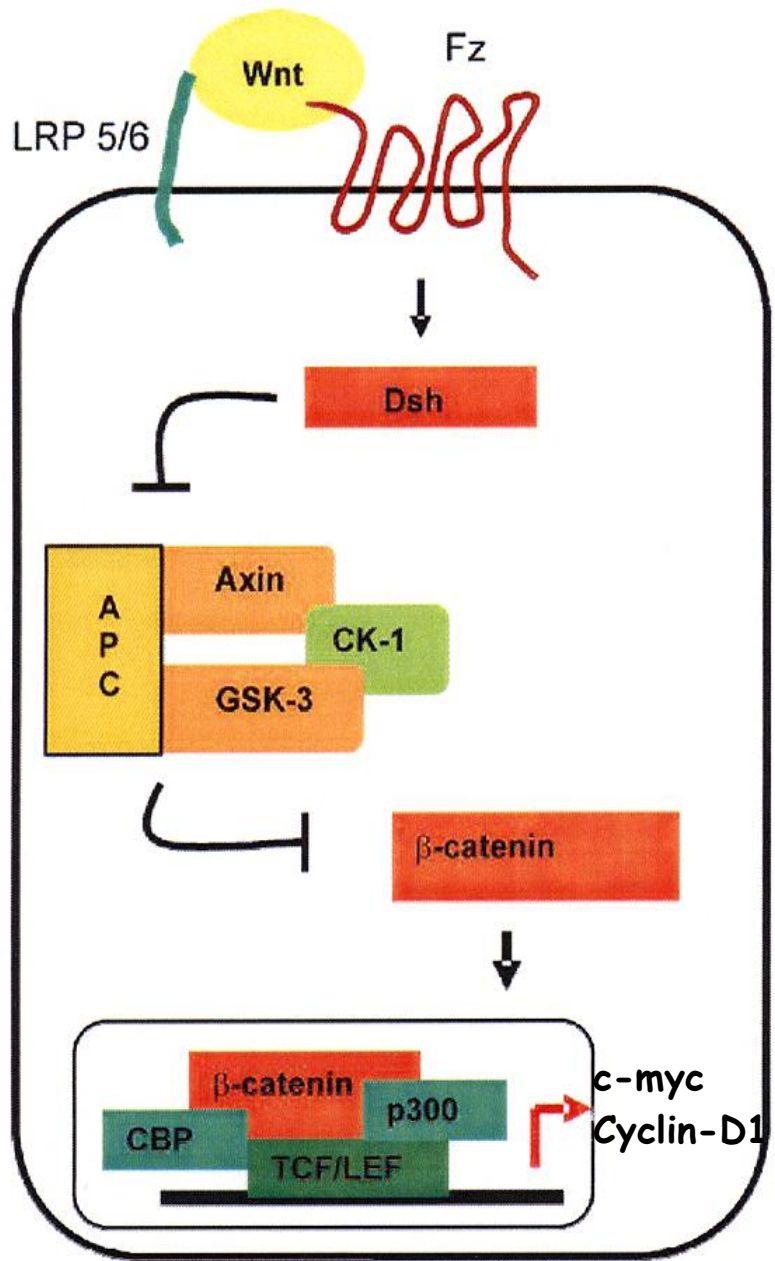 Wnt
Fz
LRP 5/6
Dsh
Axin
A
P
C
CK-1
GSK-3
β-catenin
β-catenin
p300
CBP
TCF/LEF
c-myc
Cyclin-D1